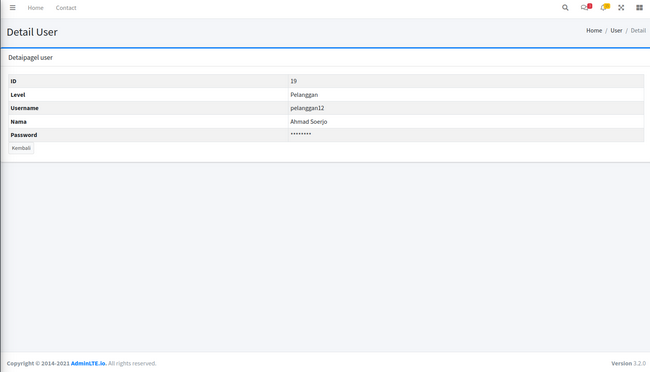 Home Contact
Detail User
Home / User / Detail
Detaipagel user
ID 19
Level Pelanggan
Username pelanggan12
Nama Ahmad Soerjo
Password ********
Kembali
Copyright © 2014-2021 AdminLTE.io. All rights reserved.
Version 3.2.0